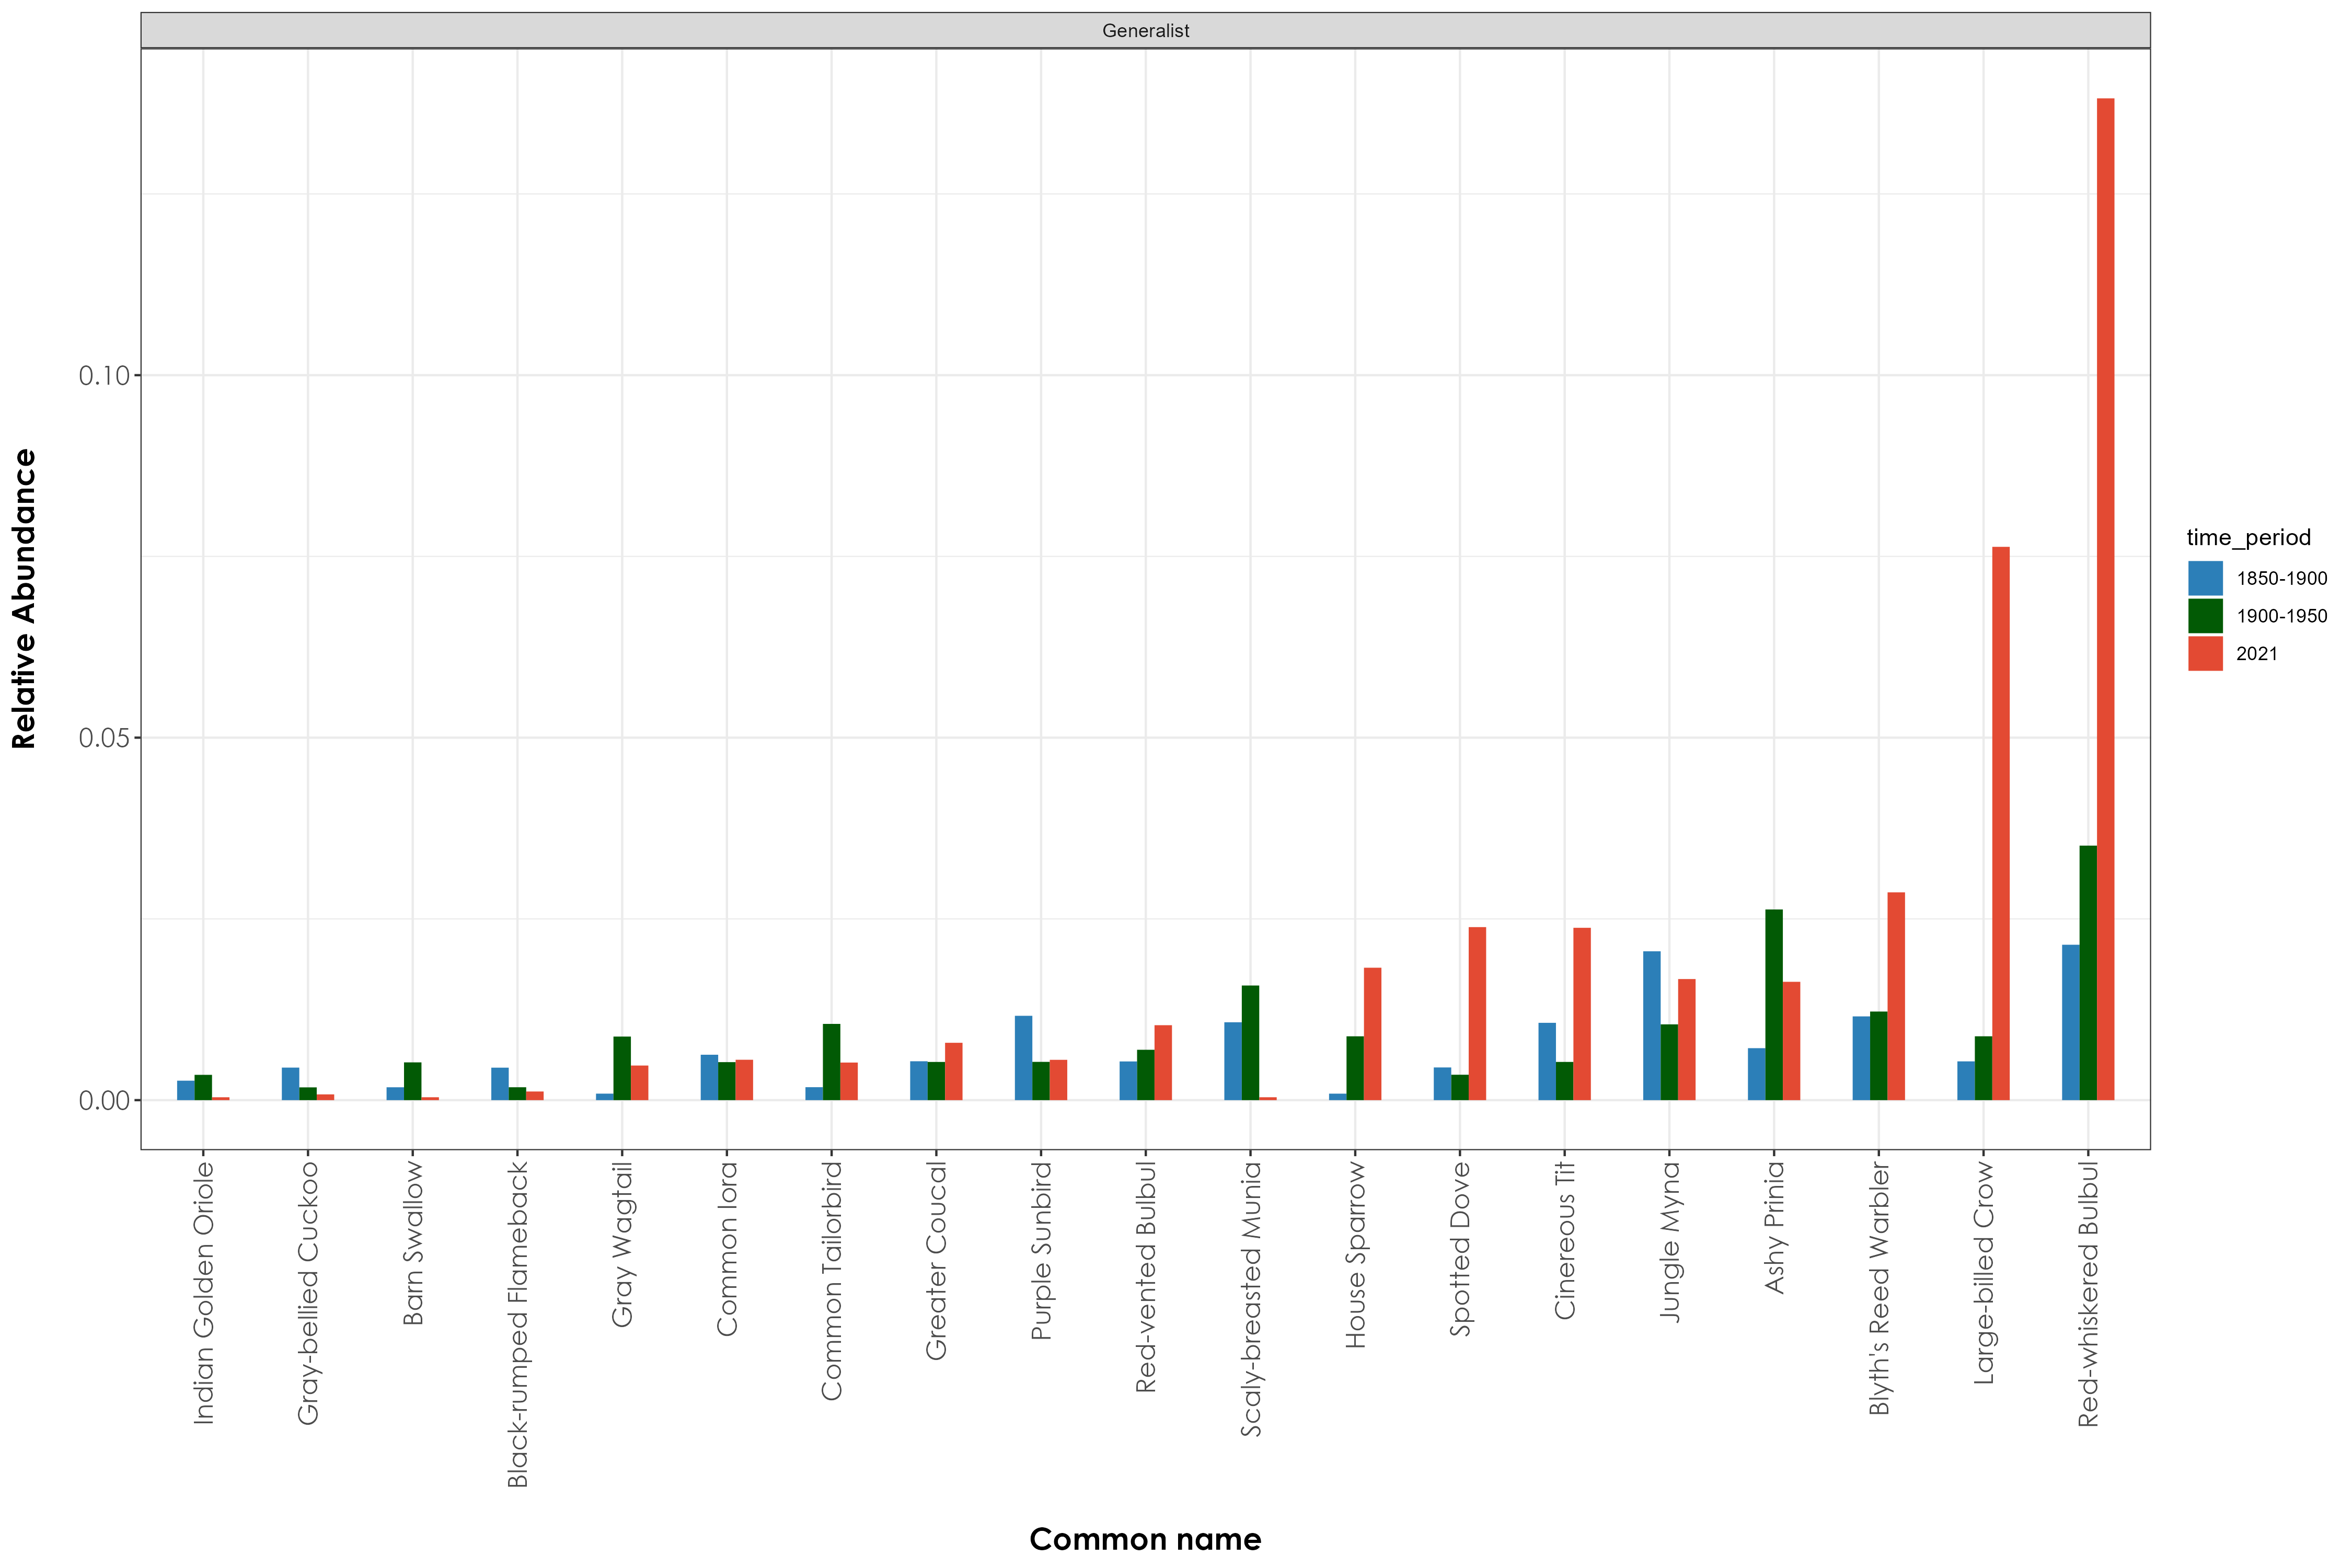 Generalist
Relative Abundance
0.10
0.05
0.00
Indian Golden Oriole
Gray-bellied Cuckoo
Barn Swallow
Black-rumped Flameback
Gray Wagtail
Common Iora
Common Tailorbird
Greater Coucal
Purple Sunbird
Red-vented Bulbul
Scaly-breasted Munia
House Sparrow
Spotted Dove
Cinereous Tit
Jungle Myna
Ashy Prinia
Blyth's Reed Warbler
Large-billed Crow
Red-whiskered Bulbul
Common name
time_period
1850-1900
1900-1950
2021